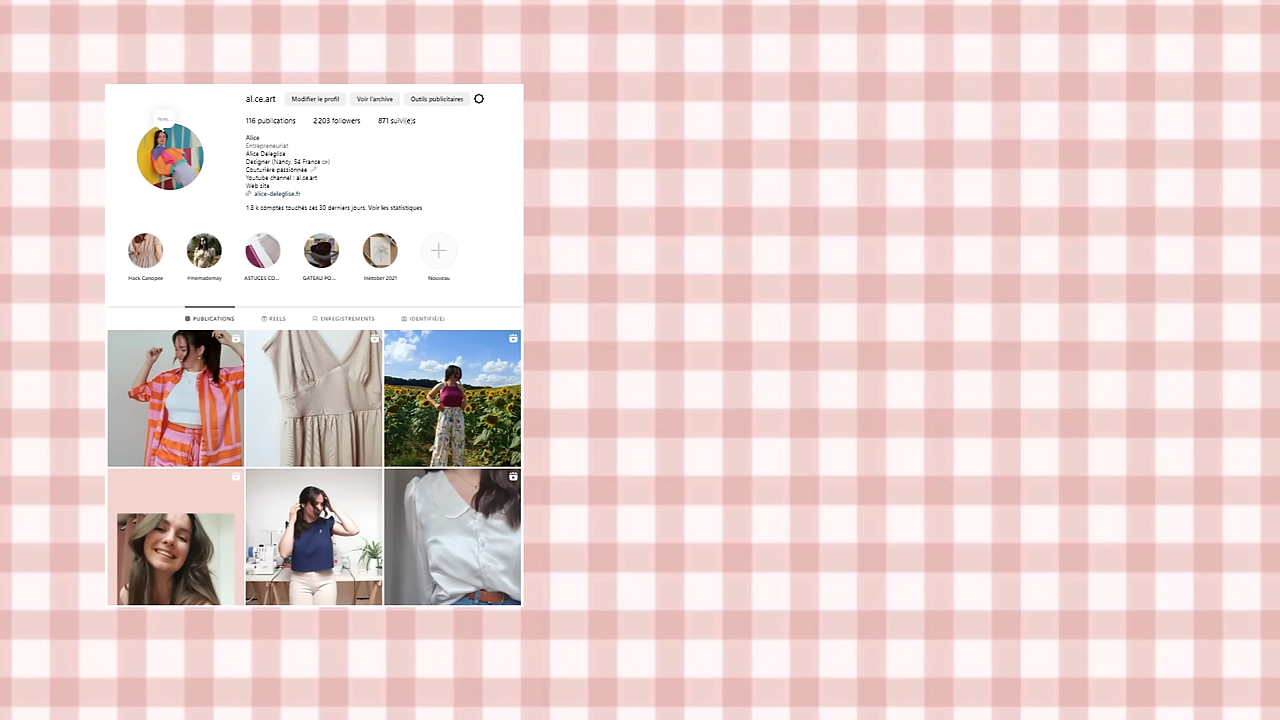 al.ce.art Modifier le profil Voir l'archive Outils publicitaires
Note...
116 publications 2 203 followers 871 suivi(e)s
Alice
Entrepreneuriat
Alice Deleglise
Designer (Nancy, 54 France)
Couturière passionnée
Youtube channel : al.ce.art
Web site
alice-deleglise.fr
1,8 k comptes touchés ces 30 derniers jours. Voir les statistiques
Hack Canopée #memademay ASTUCES CO... GATEAU PO... Inktober 2021 Nouveau
PUBLICATIONS REELS ENREGISTREMENTS IDENTIFIÉ(E)